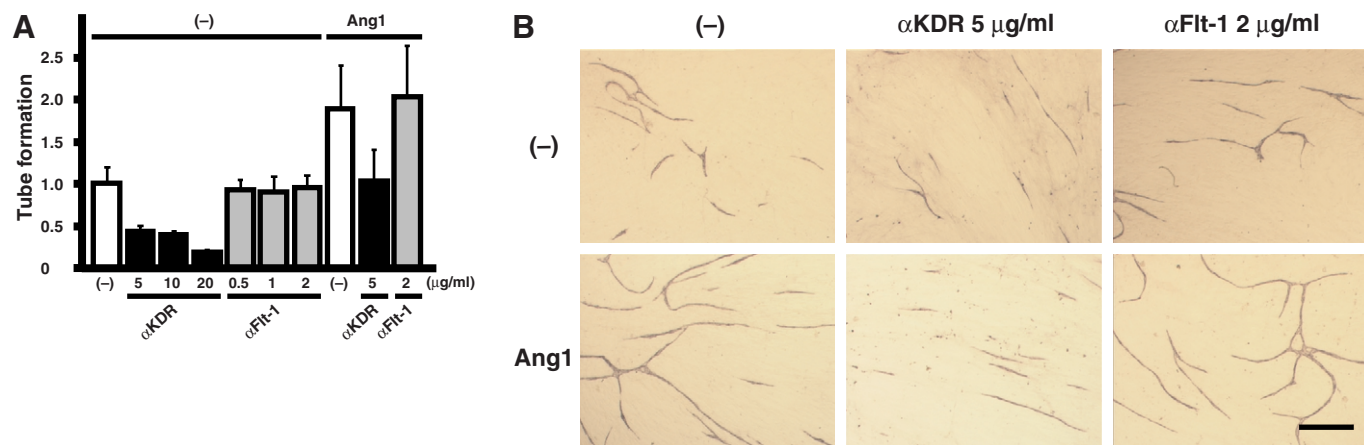 A
(–)
Ang1
Tube formation
2.5
2.0
1.5
1.0
0.5
0
(–) 5 10 20 0.5 1 2 (–) 5 2 (μg/ml)
αKDR αFlt-1 αKDR αFlt-1
B
(–) αKDR 5 μg/ml αFlt-1 2 μg/ml
(–)
Ang1